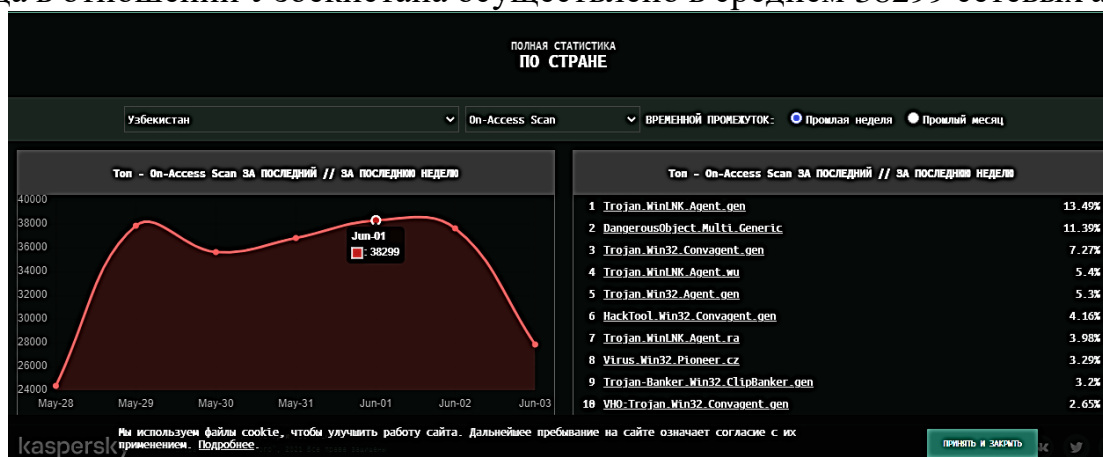 в отношении
осуществлено в среднем 38299 сетевых
ПОЛНАЯ СТАТИСТИКА
ПО СТРАНЕ
Узбекистан
On-Access Scan
ВРЕМЕННОЙ ПРОМЕЖУТОК:
Прошлая неделя
Прошлый месяц
Топ - On-Access Scan ЗА ПОСЛЕДНИЙ // ЗА ПОСЛЕДНЮЮ НЕДЕЛЮ
40000
38000
36000
34000
32000
30000
28000
26000
24000
Jun-01
: 38299
May-28 May-29 May-30 May-31 Jun-01 Jun-02 Jun-03
Топ - On-Access Scan ЗА ПОСЛЕДНИЙ // ЗА ПОСЛЕДНЮЮ НЕДЕЛЮ
1 Trojan.WinLNK.Agent.gen 13.49%
2 DangerousObject.Multi.Generic 11.39%
3 Trojan.Win32.Convagent.gen 7.27%
4 Trojan.WinLNK.Agent.wu 5.4%
5 Trojan.Win32.Agent.gen 5.3%
6 HackTool.Win32.Convagent.gen 4.16%
7 Trojan.WinLNK.Agent.ra 3.98%
8 Virus.Win32.Pioneer.cz 3.29%
9 Trojan-Banker.Win32.ClipBanker.gen 3.2%
10 VHO:Trojan.Win32.Convagent.gen 2.65%
Мы используем файлы cookie, чтобы улучшить работу сайта. Дальнейшее пребывание на сайте означает согласие с их
применением. Подробнее.
ПРИНЯТЬ И ЗАКРЫТЬ
kaspersky